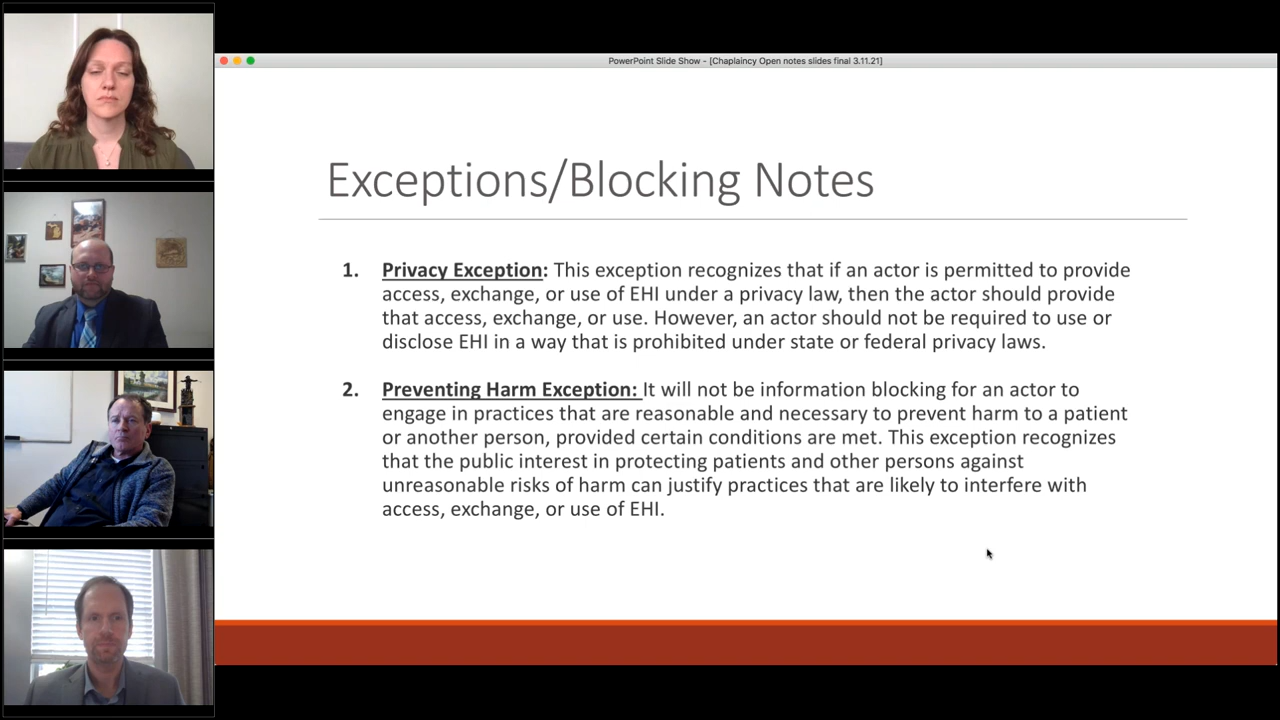 PowerPoint Slide Show - [Chaplaincy Open notes slides final 3.11.21]
Exceptions/Blocking Notes
1. Privacy Exception: This exception recognizes that if an actor is permitted to provide
access, exchange, or use of EHI under a privacy law, then the actor should provide
that access, exchange, or use. However, an actor should not be required to use or
disclose EHI in a way that is prohibited under state or federal privacy laws.
2. Preventing Harm Exception: It will not be information blocking for an actor to
engage in practices that are reasonable and necessary to prevent harm to a patient
or another person, provided certain conditions are met. This exception recognizes
that the public interest in protecting patients and other persons against
unreasonable risks of harm can justify practices that are likely to interfere with
access, exchange, or use of EHI.